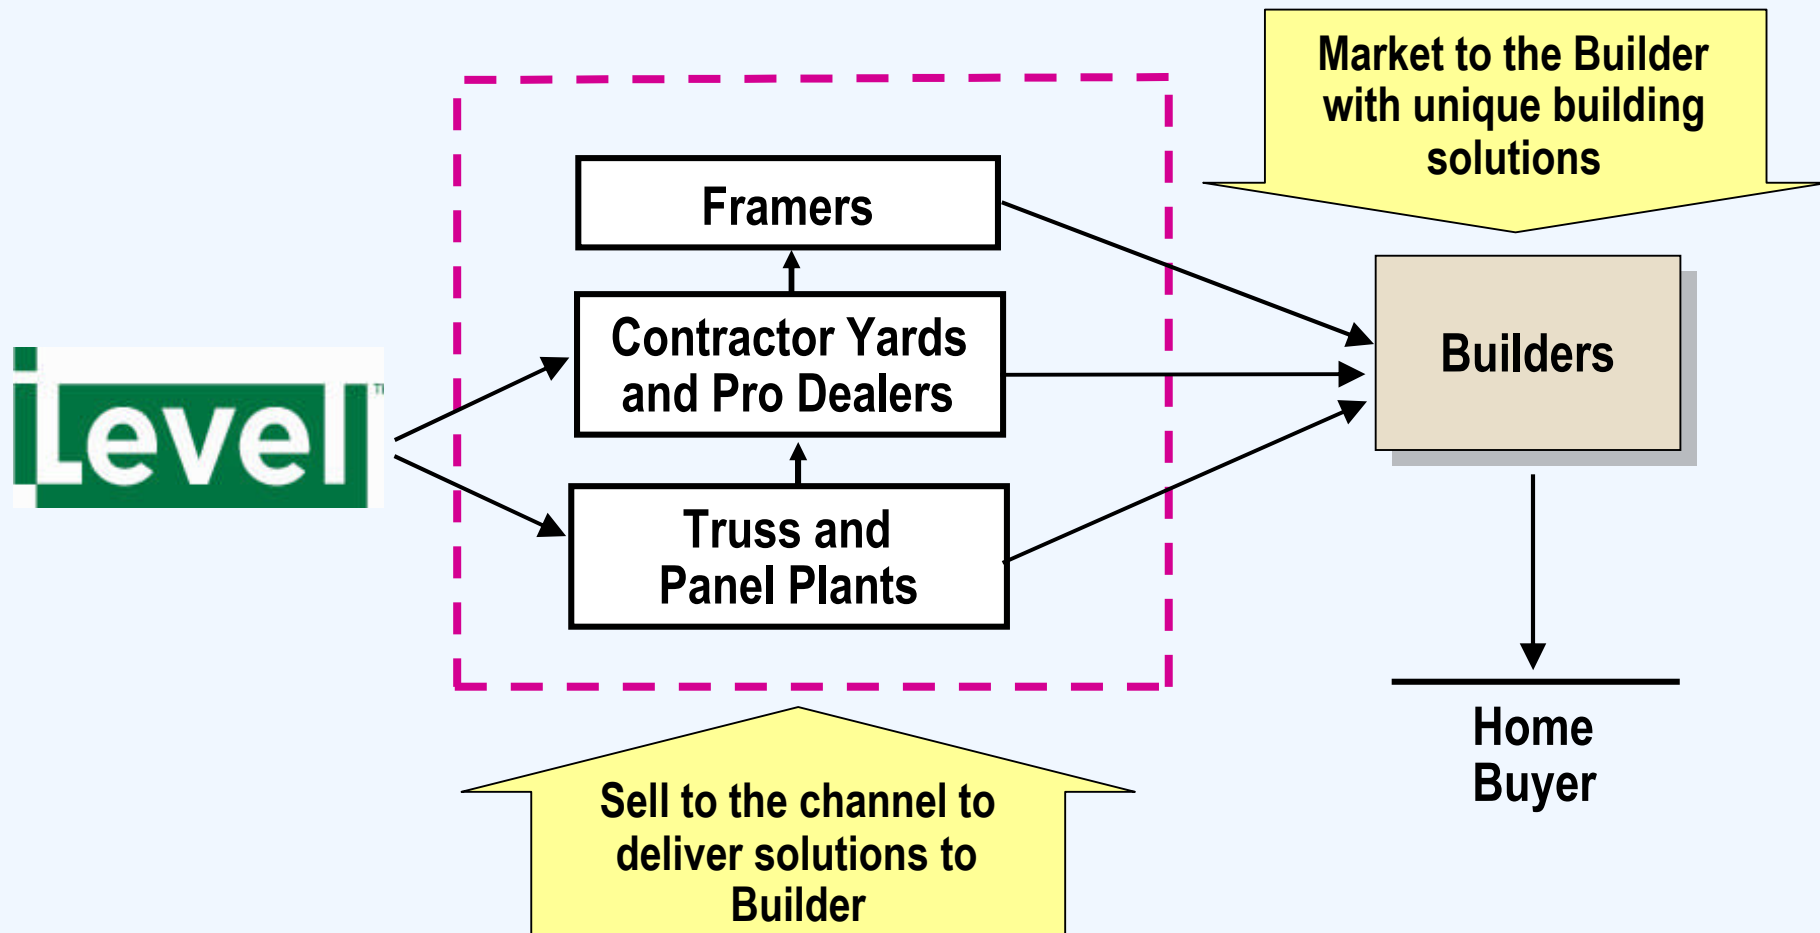 Market to the Builder
with unique building
solutions
Framers
Contractor Yards
and Pro Dealers
Builders
iLevel™
Truss and
Panel Plants
Home
Buyer
Sell to the channel to
deliver solutions to
Builder